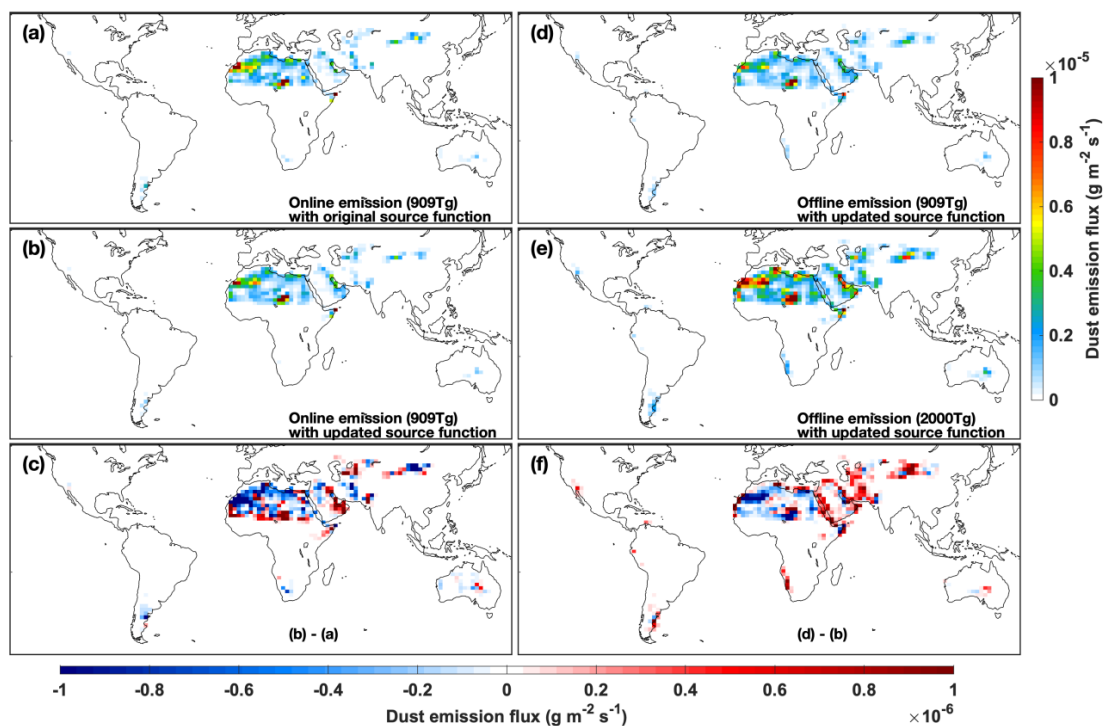 (a)
Online emission (909Tg)
with original source function
(d)
Offline emission (909Tg)
with updated source function
(b)
Online emission (909Tg)
with updated source function
(e)
Offline emission (2000Tg)
with updated source function
(c)
(b) - (a)
(f)
(d) - (b)
×10⁻⁵
1
0.8
0.6
0.4
0.2
0
Dust emission flux (g m⁻² s⁻¹)
-1 -0.8 -0.6 -0.4 -0.2 0 0.2 0.4 0.6 0.8 1
×10⁻⁶
Dust emission flux (g m⁻² s⁻¹)